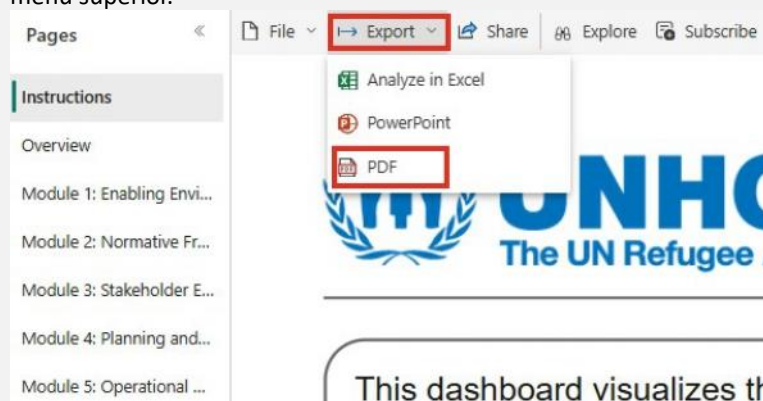 menú superior.
Pages
File Export Share Explore Subscribe
Analyze in Excel
PowerPoint
PDF
Instructions
Overview
Module 1: Enabling Envi...
Module 2: Normative Fr...
Module 3: Stakeholder E...
Module 4: Planning and...
Module 5: Operational ...
UNHC
The UN Refugee
This dashboard visualizes